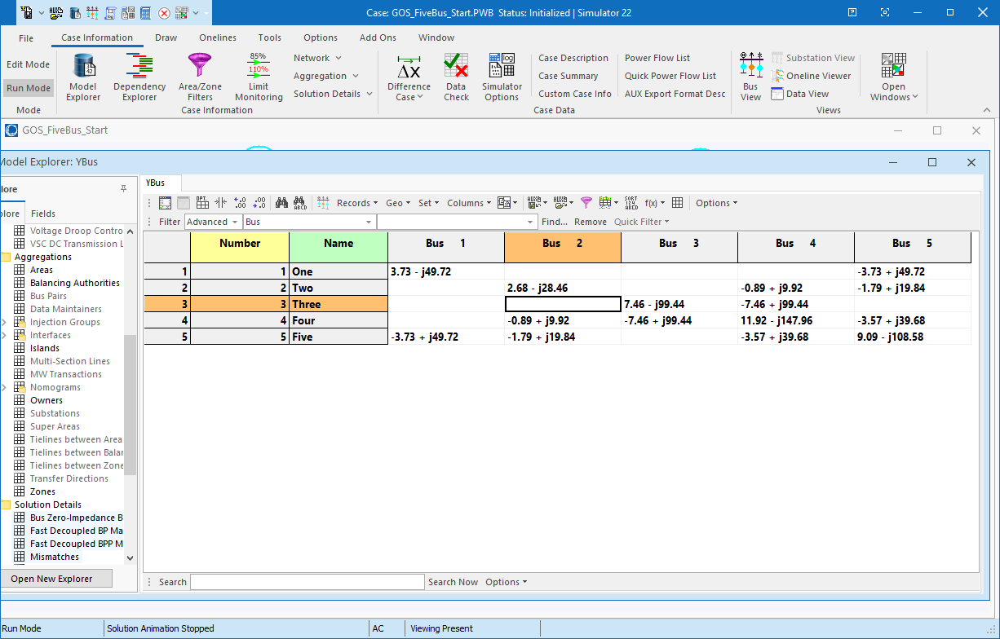 Case: GOS_FiveBus_Start.PWB  Status: Initialized | Simulator 22
File Case Information Draw Onelines Tools Options Add Ons Window
Edit Mode
Run Mode
Mode
Model Explorer
Dependency Explorer
Area/Zone Filters
85%
110%
Limit Monitoring
Network
Aggregation
Solution Details
Case Information
Difference Case
Data Check
Simulator Options
Case Description
Case Summary
Custom Case Info
Power Flow List
Quick Power Flow List
AUX Export Format Desc
Case Data
Bus View
Substation View
Oneline Viewer
Data View
Open Windows
Views
GOS_FiveBus_Start
Model Explorer: YBus
lore
plore Fields
Voltage Droop Contro
VSC DC Transmission L
Aggregations
Areas
Balancing Authorities
Bus Pairs
Data Maintainers
Injection Groups
Interfaces
Islands
Multi-Section Lines
MW Transactions
Nomograms
Owners
Substations
Super Areas
Tielines between Area
Tielines between Balar
Tielines between Zone
Transfer Directions
Zones
Solution Details
Bus Zero-Impedance B
Fast Decoupled BP Ma
Fast Decoupled BPP M
Mismatches
Open New Explorer
YBus
Records Geo Set Columns f(x) Options
Filter Advanced Bus Find... Remove Quick Filter
Number Name Bus 1 Bus 2 Bus 3 Bus 4 Bus 5
1 1 One 3.73 - j49.72 -3.73 + j49.72
2 2 Two 2.68 - j28.46 -0.89 + j9.92 -1.79 + j19.84
3 3 Three 7.46 - j99.44 -7.46 + j99.44
4 4 Four -0.89 + j9.92 -7.46 + j99.44 11.92 - j147.96 -3.57 + j39.68
5 5 Five -3.73 + j49.72 -1.79 + j19.84 -3.57 + j39.68 9.09 - j108.58
Search Search Now Options
Run Mode Solution Animation Stopped AC Viewing Present